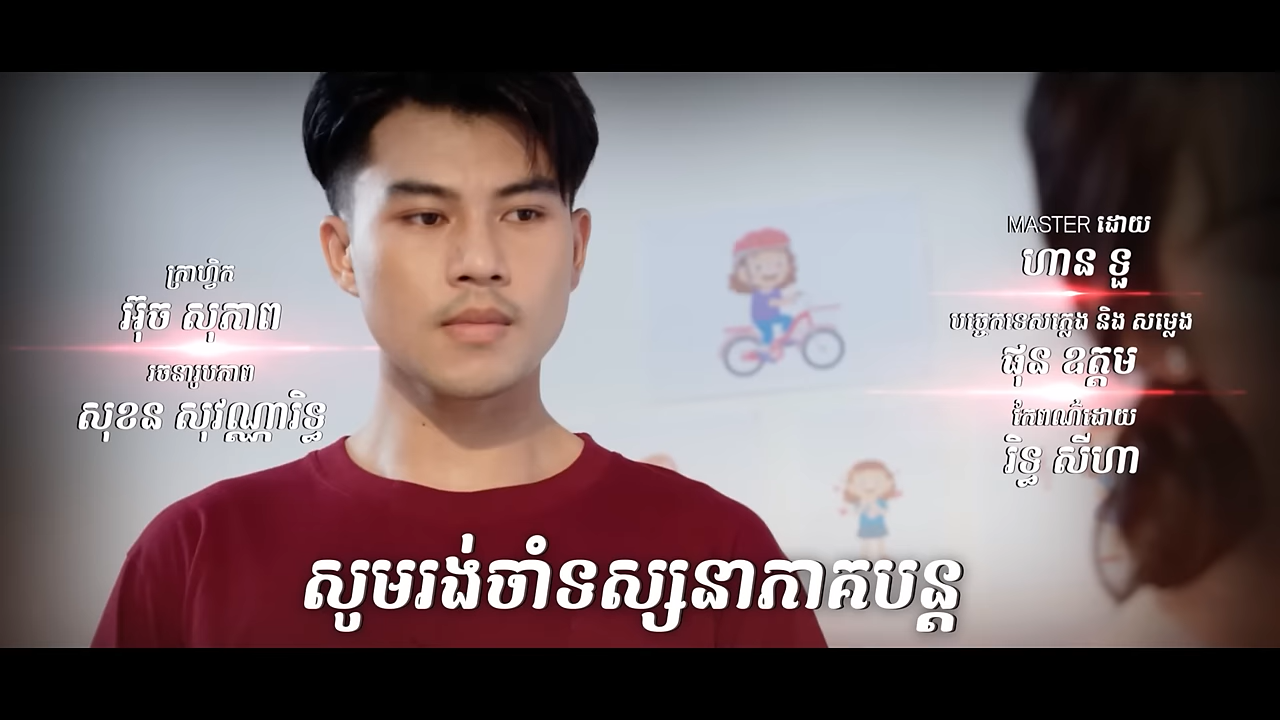 ក្រាហ្វិក
អ៊ុច សុភាព
រចនារូបភាព
សុខន សុវណ្ណារិទ្ធ
MASTER ដោយ
ហាន ទួ
បច្ចេកទេសភ្លេង និង សម្លេង
ផុន ឧត្តម
កែពណ៌ដោយ
រិទ្ធ សីហា
សូមរង់ចាំទស្សនាភាគបន្ត